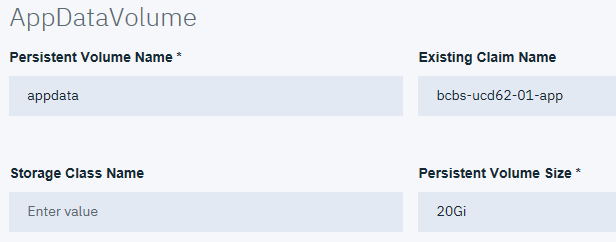 AppDataVolume
Persistent Volume Name *
Existing Claim Name
appdata
bcbs-ucd62-01-app
Storage Class Name
Persistent Volume Size *
Enter value
20Gi